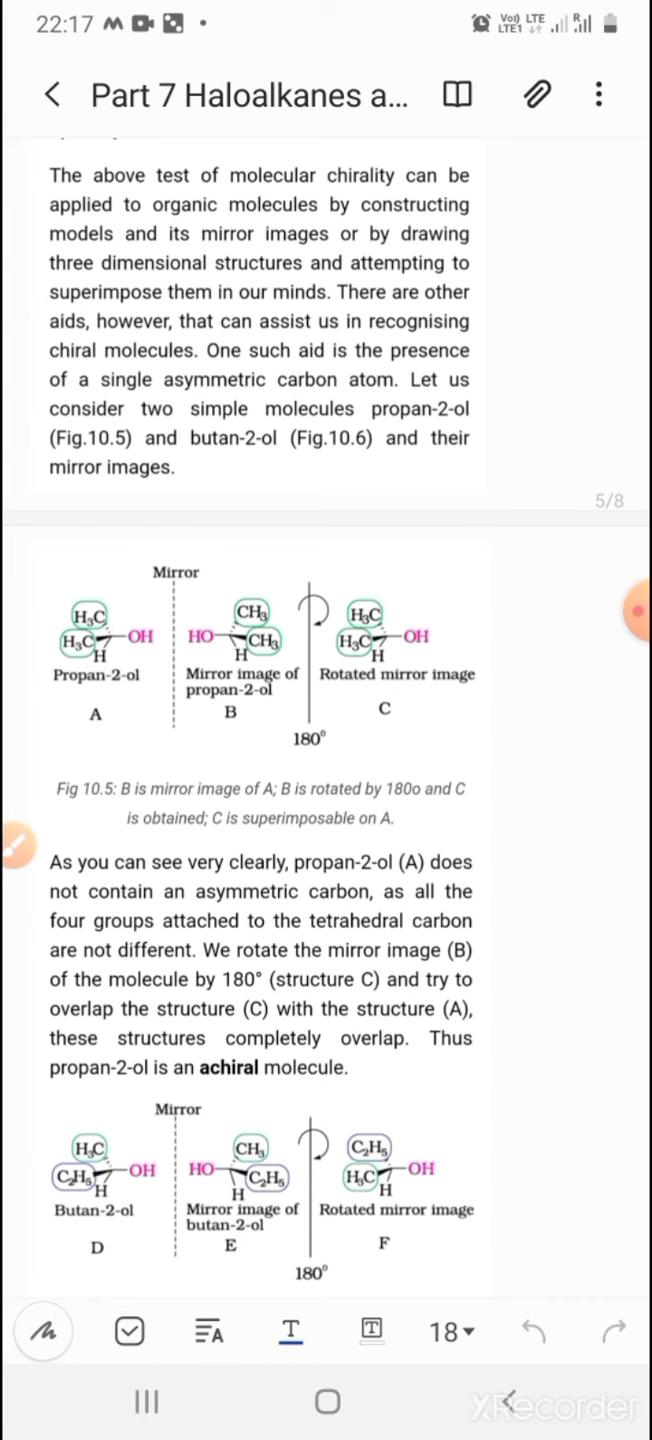 22:17
Vo)) LTE
LTE1 R
Part 7 Haloalkanes a...
The above test of molecular chirality can be
applied to organic molecules by constructing
models and its mirror images or by drawing
three dimensional structures and attempting to
superimpose them in our minds. There are other
aids, however, that can assist us in recognising
chiral molecules. One such aid is the presence
of a single asymmetric carbon atom. Let us
consider two simple molecules propan-2-ol
(Fig.10.5) and butan-2-ol (Fig.10.6) and their
mirror images.
5/8
Mirror
H₃C CH₃ H₃C
H₃C OH HO CH₃ H₃C OH
H H H
Propan-2-ol Mirror image of Rotated mirror image
propan-2-ol
A B C
180°
Fig 10.5: B is mirror image of A; B is rotated by 180o and C
is obtained; C is superimposable on A.
As you can see very clearly, propan-2-ol (A) does
not contain an asymmetric carbon, as all the
four groups attached to the tetrahedral carbon
are not different. We rotate the mirror image (B)
of the molecule by 180° (structure C) and try to
overlap the structure (C) with the structure (A),
these structures completely overlap. Thus
propan-2-ol is an achiral molecule.
Mirror
H₃C CH₃ C₂H₅
C₂H₅ OH HO C₂H₅ H₃C OH
H H H
Butan-2-ol Mirror image of Rotated mirror image
butan-2-ol
D E F
180°
A T T 18
XRecorder